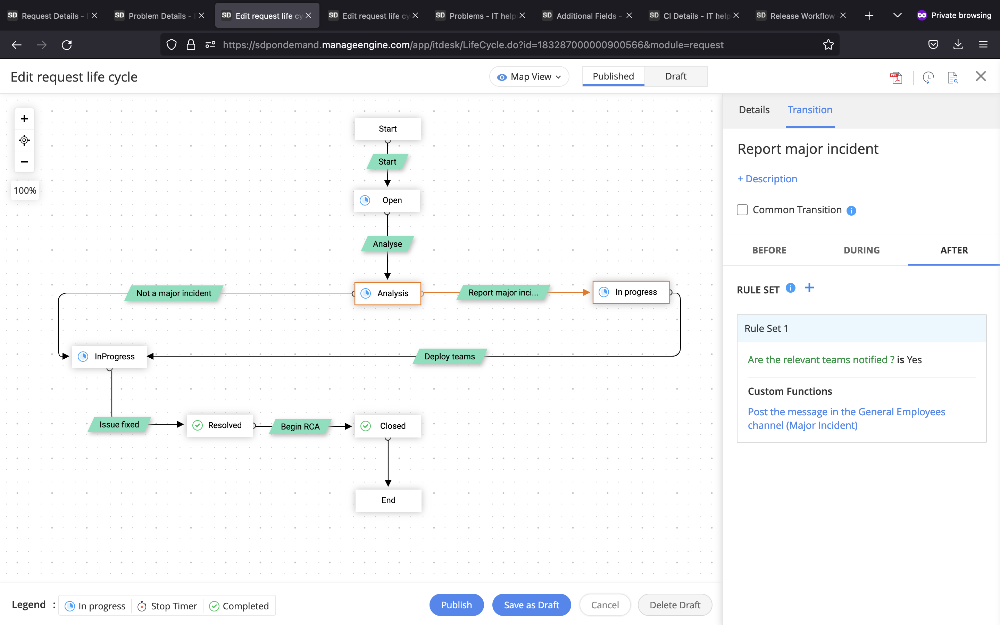 SD Request Details -
SD Problem Details -
SD Edit request life cy
SD Edit request life cy
SD Problems - IT help
SD Additional Fields -
SD CI Details - IT help
SD Release Workflow
Private browsing
https://sdpondemand.manageengine.com/app/itdesk/LifeCycle.do?id=183287000000900566&module=request
Edit request life cycle
Map View
Published
Draft
PDF
+
−
100%
Start
Start
Open
Analyse
Not a major incident
Analysis
Report major inci...
In progress
InProgress
Deploy teams
Issue fixed
Resolved
Begin RCA
Closed
End
Details
Transition
Report major incident
+ Description
Common Transition
BEFORE
DURING
AFTER
RULE SET
Rule Set 1
Are the relevant teams notified ? is Yes
Custom Functions
Post the message in the General Employees
channel (Major Incident)
Legend :
In progress
Stop Timer
Completed
Publish
Save as Draft
Cancel
Delete Draft